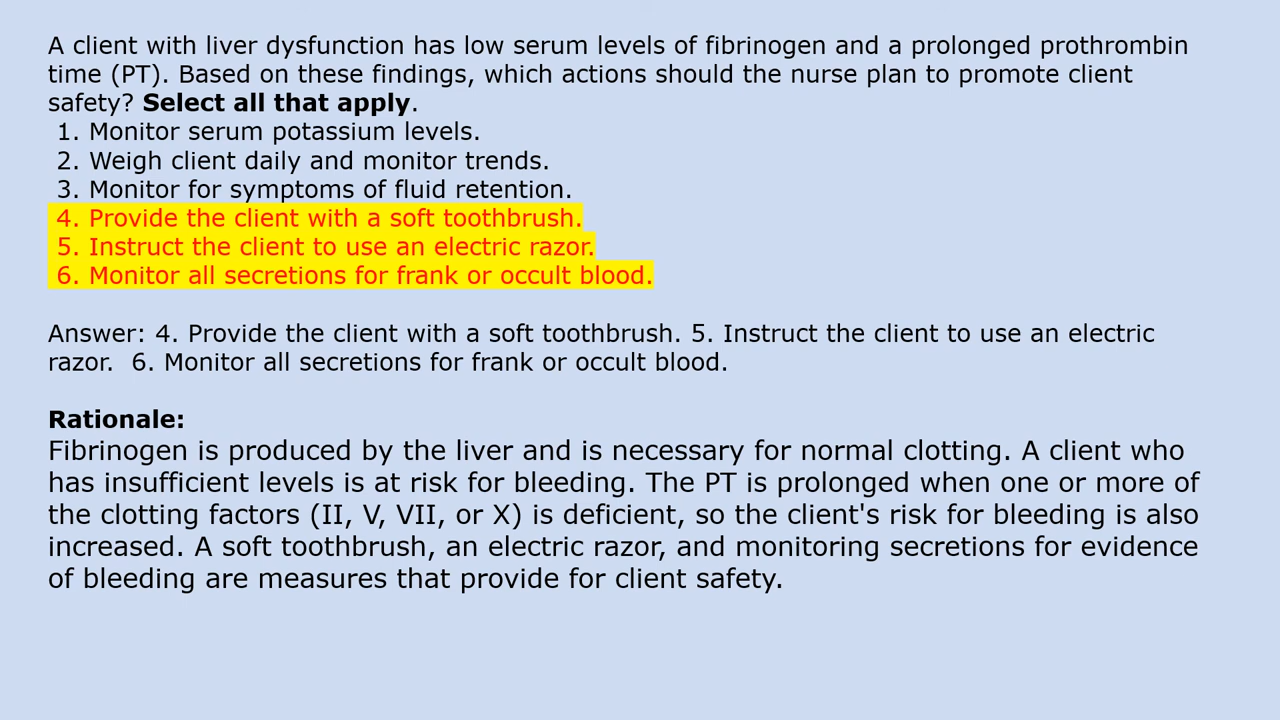 A client with liver dysfunction has low serum levels of fibrinogen and a prolonged prothrombin
time (PT). Based on these findings, which actions should the nurse plan to promote client
safety? Select all that apply.
1. Monitor serum potassium levels.
2. Weigh client daily and monitor trends.
3. Monitor for symptoms of fluid retention.
4. Provide the client with a soft toothbrush.
5. Instruct the client to use an electric razor.
6. Monitor all secretions for frank or occult blood.
Answer: 4. Provide the client with a soft toothbrush. 5. Instruct the client to use an electric
razor.  6. Monitor all secretions for frank or occult blood.
Rationale:
Fibrinogen is produced by the liver and is necessary for normal clotting. A client who
has insufficient levels is at risk for bleeding. The PT is prolonged when one or more of
the clotting factors (II, V, VII, or X) is deficient, so the client's risk for bleeding is also
increased. A soft toothbrush, an electric razor, and monitoring secretions for evidence
of bleeding are measures that provide for client safety.